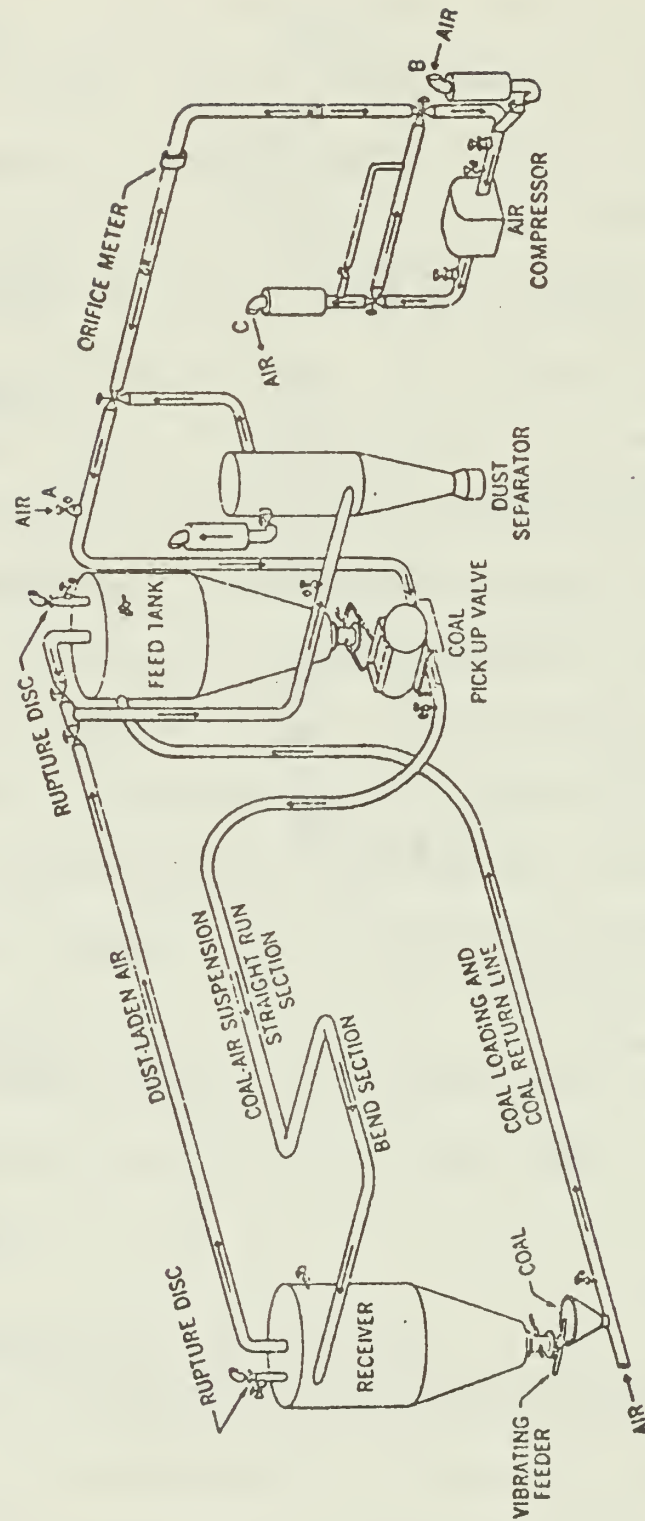 ORIFICE METER
AIR
B
AIR
COMPRESSOR
C
AIR
AIR
A
DUST
SEPARATOR
RUPTURE DISC
FEED TANK
COAL
PICK UP VALVE
DUST-LADEN AIR
COAL-AIR SUSPENSION
STRAIGHT RUN
SECTION
BEND SECTION
COAL LOADING AND
COAL RETURN LINE
RUPTURE DISC
RECEIVER
COAL
VIBRATING
FEEDER
AIR